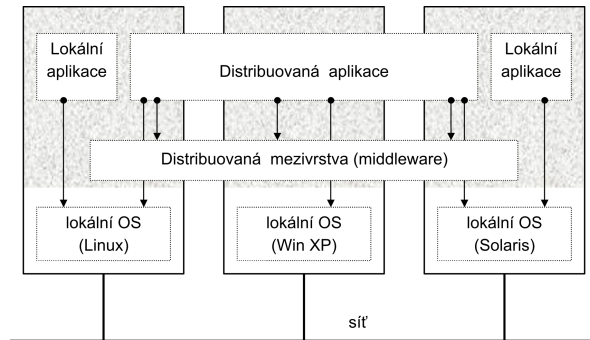 Lokální
aplikace
Distribuovaná aplikace
Lokální
aplikace
Distribuovaná mezivrstva (middleware)
lokální OS
(Linux)
lokální OS
(Win XP)
lokální OS
(Solaris)
síť